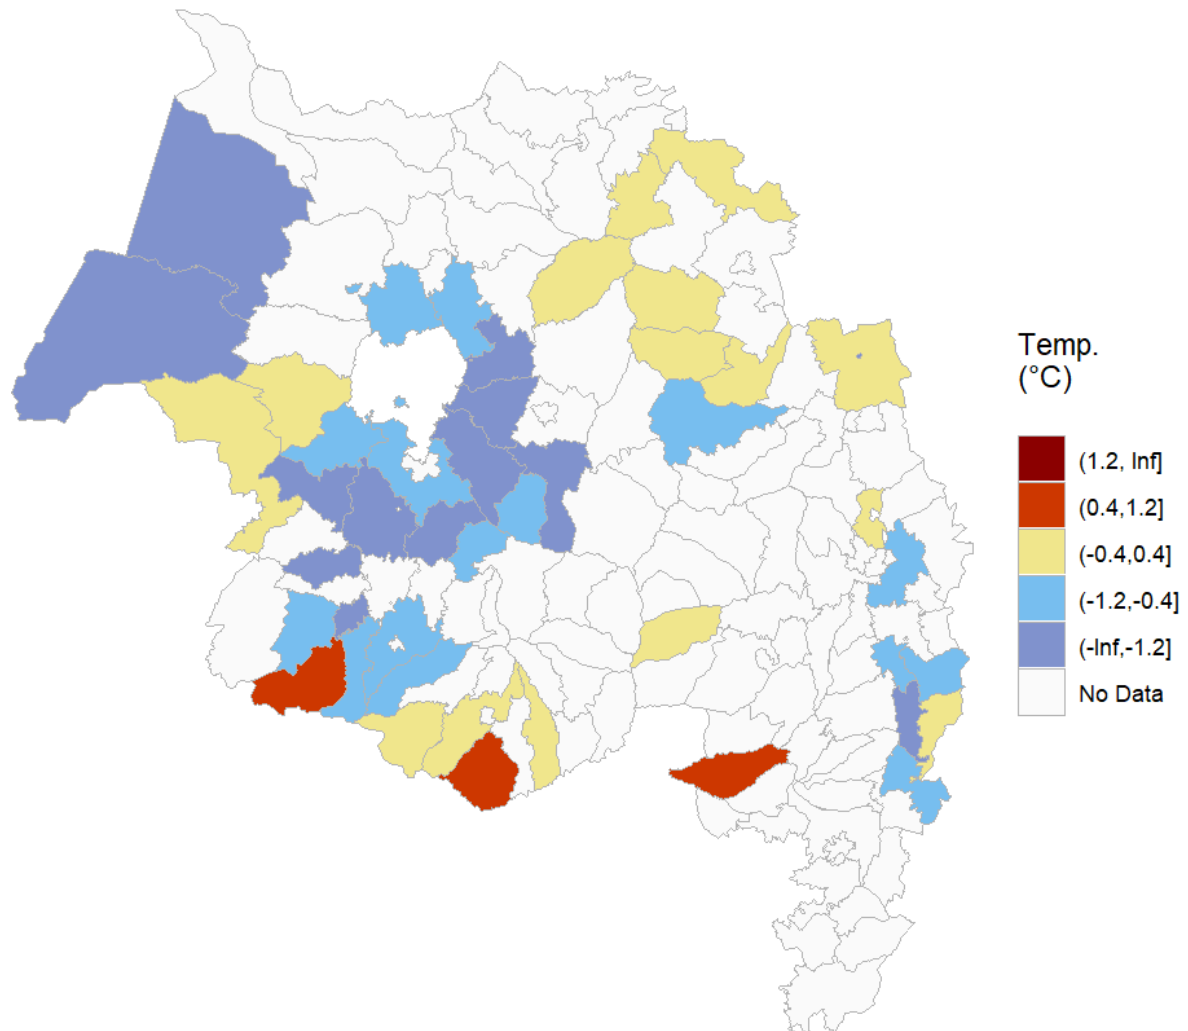 Temp.
(°C)
(1.2, Inf]
(0.4,1.2]
(-0.4,0.4]
(-1.2,-0.4]
(-Inf,-1.2]
No Data